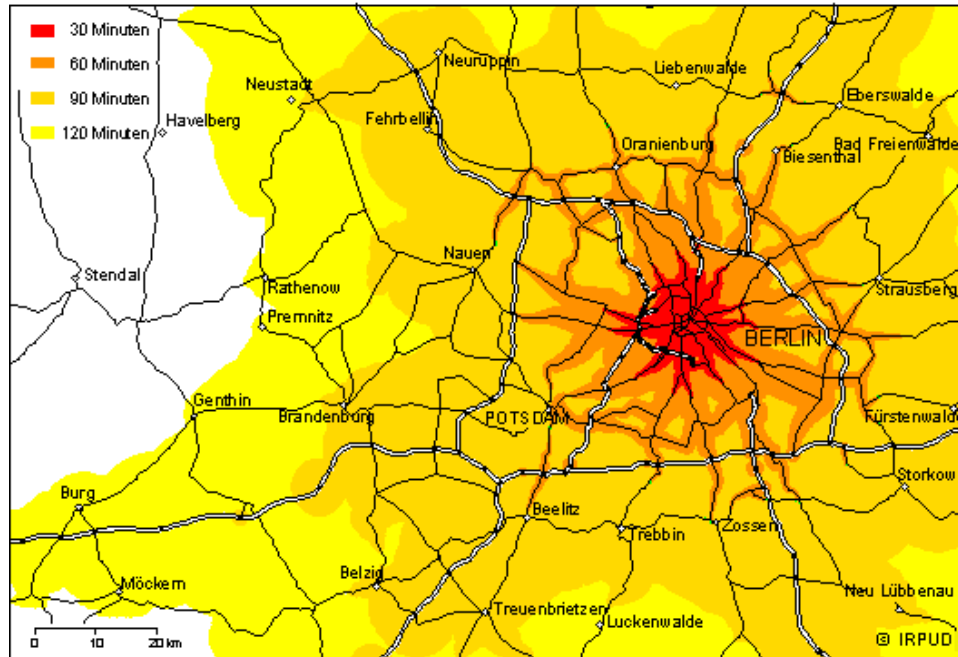 30 Minuten
60 Minuten
90 Minuten
120 Minuten
Neuruppin
Liebenwalde
Neustadt
Eberswalde
Havelberg
Fehrbellin
Oranienburg
Bad Freienwalde
Biesenthal
Nauen
Stendal
Rathenow
Strausberg
Premnitz
BERLIN
Genthin
Brandenburg
POTSDAM
Fürstenwalde
Storkow
Burg
Beelitz
Zossen
Trebbin
Belzig
Möckern
Neu Lübbenau
Treuenbrietzen
Luckenwalde
0 10 20 km
© IRPUD